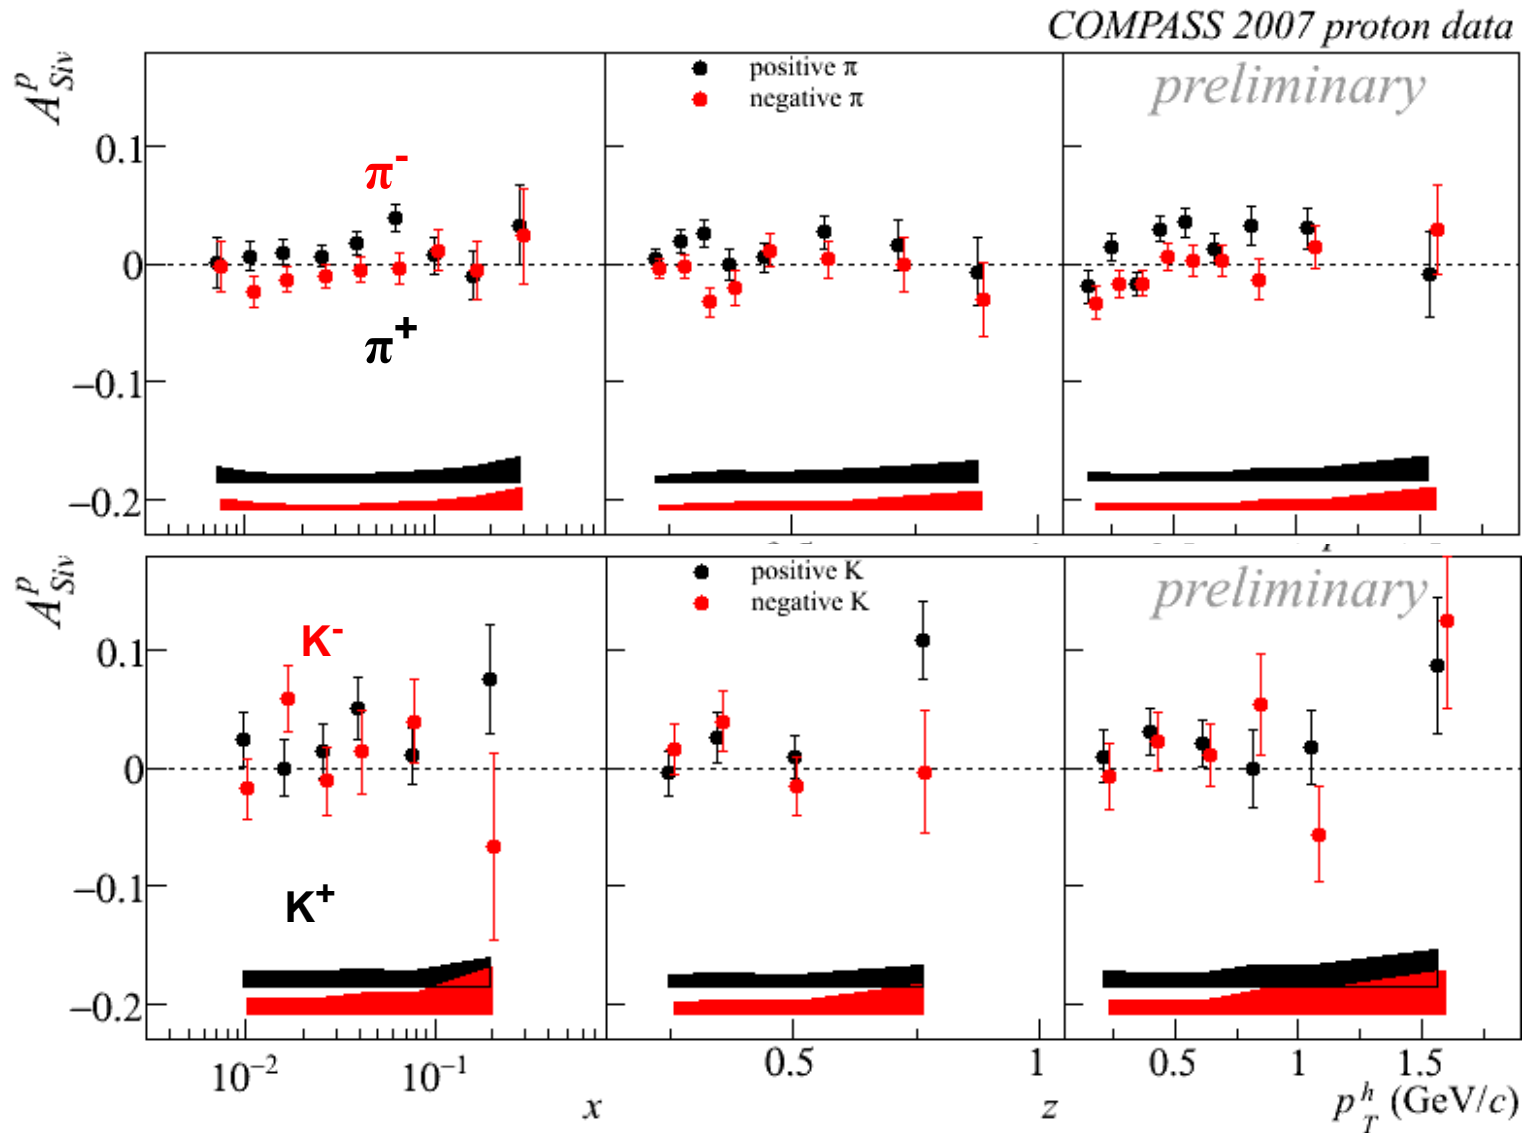 COMPASS 2007 proton data
A^p_Siv
positive π
negative π
preliminary
π^-
π^+
0.1
0
−0.1
−0.2
A^p_Siv
positive K
negative K
preliminary
K^-
K^+
0.1
0
−0.1
−0.2
10^−2 10^−1 0.5 1 0.5 1 1.5
x z p_T^h (GeV/c)